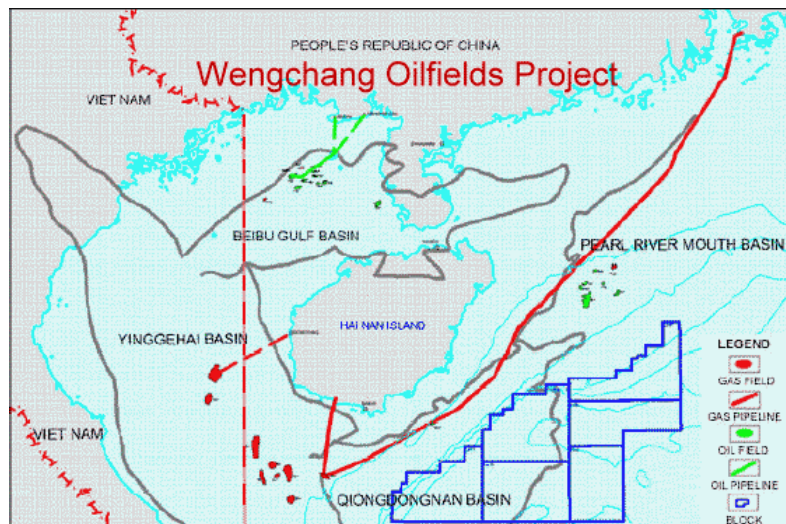 PEOPLE'S REPUBLIC OF CHINA
Wengchang Oilfields Project
VIET NAM
BEIBU GULF BASIN
PEARL RIVER MOUTH BASIN
YINGGEHAI BASIN
HAI NAN ISLAND
LEGEND
GAS FIELD
GAS PIPELINE
VIET NAM
OIL FIELD
OIL PIPELINE
QIONGDONGNAN BASIN
BLOCK